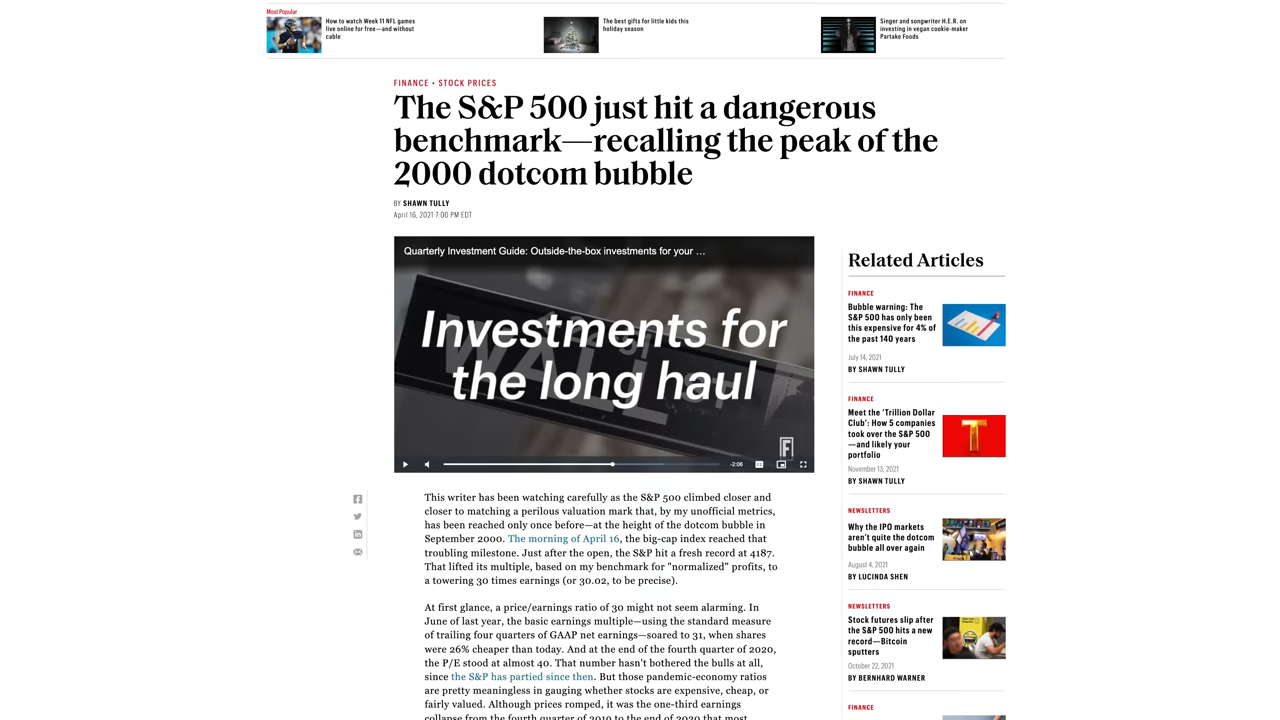 Most Popular
How to watch Week 11 NFL games
live online for free—and without
cable
The best gifts for little kids this
holiday season
Singer and songwriter H.E.R. on
investing in vegan cookie-maker
Partake Foods
FINANCE • STOCK PRICES
The S&P 500 just hit a dangerous
benchmark—recalling the peak of the
2000 dotcom bubble
BY SHAWN TULLY
April 16, 2021 7:00 PM EDT
Quarterly Investment Guide: Outside-the-box investments for your …
WALL
Investments for
the long haul
F
-2:06
CC
This writer has been watching carefully as the S&P 500 climbed closer and
closer to matching a perilous valuation mark that, by my unofficial metrics,
has been reached only once before—at the height of the dotcom bubble in
September 2000. The morning of April 16, the big-cap index reached that
troubling milestone. Just after the open, the S&P hit a fresh record at 4187.
That lifted its multiple, based on my benchmark for "normalized" profits, to
a towering 30 times earnings (or 30.02, to be precise).
At first glance, a price/earnings ratio of 30 might not seem alarming. In
June of last year, the basic earnings multiple—using the standard measure
of trailing four quarters of GAAP net earnings—soared to 31, when shares
were 26% cheaper than today. And at the end of the fourth quarter of 2020,
the P/E stood at almost 40. That number hasn't bothered the bulls at all,
since the S&P has partied since then. But those pandemic-economy ratios
are pretty meaningless in gauging whether stocks are expensive, cheap, or
fairly valued. Although prices romped, it was the one-third earnings
collapse from the fourth quarter of 2019 to the end of 2020 that most
Related Articles
FINANCE
Bubble warning: The
S&P 500 has only been
this expensive for 4% of
the past 140 years
July 14, 2021
BY SHAWN TULLY
FINANCE
Meet the 'Trillion Dollar
Club': How 5 companies
took over the S&P 500
—and likely your
portfolio
November 13, 2021
BY SHAWN TULLY
T
NEWSLETTERS
Why the IPO markets
aren't quite the dotcom
bubble all over again
August 4, 2021
BY LUCINDA SHEN
NEWSLETTERS
Stock futures slip after
the S&P 500 hits a new
record—Bitcoin
sputters
October 22, 2021
BY BERNHARD WARNER
FINANCE